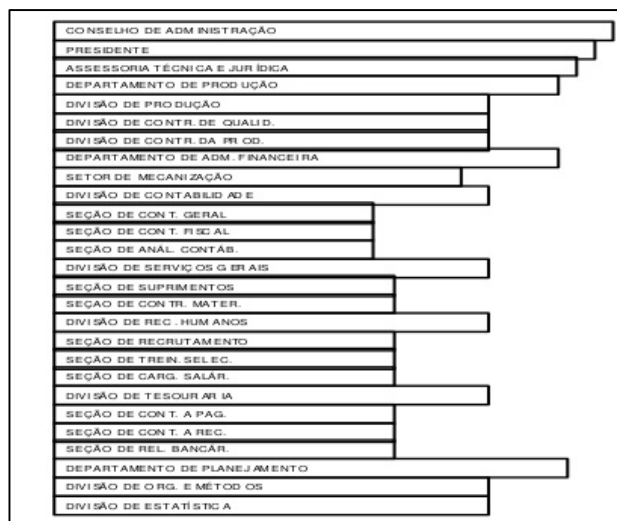 CONSELHO DE ADMINISTRAÇÃO
PRESIDENTE
ASSESSORIA TÉCNICA E JURÍDICA
DEPARTAMENTO DE PRODUÇÃO
DIVISÃO DE PRODUÇÃO
DIVISÃO DE CONTR. DE QUALID.
DIVISÃO DE CONTR. DA PROD.
DEPARTAMENTO DE ADM. FINANCEIRA
SETOR DE MECANIZAÇÃO
DIVISÃO DE CONTABILIDADE
SEÇÃO DE CONT. GERAL
SEÇÃO DE CONT. FISCAL
SEÇÃO DE ANÁL. CONTÁB.
DIVISÃO DE SERVIÇOS GERAIS
SEÇÃO DE SUPRIMENTOS
SEÇAO DE CONTR. MATER.
DIVISÃO DE REC. HUMANOS
SEÇÃO DE RECRUTAMENTO
SEÇÃO DE TREIN. SELEC.
SEÇÃO DE CARG. SALÁR.
DIVISÃO DE TESOURARIA
SEÇÃO DE CONT. A PAG.
SEÇÃO DE CONT. A REC.
SEÇÃO DE REL. BANCÁR.
DEPARTAMENTO DE PLANEJAMENTO
DIVISÃO DE ORG. E MÉTODOS
DIVISÃO DE ESTATÍSTICA